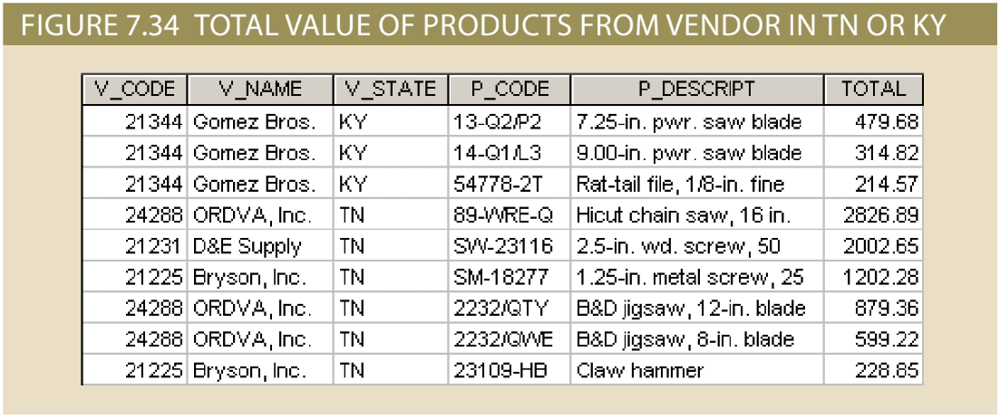 FIGURE 7.34 TOTAL VALUE OF PRODUCTS FROM VENDOR IN TN OR KY
V_CODE V_NAME V_STATE P_CODE P_DESCRIPT TOTAL
21344 Gomez Bros. KY 13-Q2/P2 7.25-in. pwr. saw blade 479.68
21344 Gomez Bros. KY 14-Q1/L3 9.00-in. pwr. saw blade 314.82
21344 Gomez Bros. KY 54778-2T Rat-tail file, 1/8-in. fine 214.57
24288 ORDVA, Inc. TN 89-WRE-Q Hicut chain saw, 16 in. 2826.89
21231 D&E Supply TN SW-23116 2.5-in. wd. screw, 50 2002.65
21225 Bryson, Inc. TN SM-18277 1.25-in. metal screw, 25 1202.28
24288 ORDVA, Inc. TN 2232/QTY B&D jigsaw, 12-in. blade 879.36
24288 ORDVA, Inc. TN 2232/QWE B&D jigsaw, 8-in. blade 599.22
21225 Bryson, Inc. TN 23109-HB Claw hammer 228.85